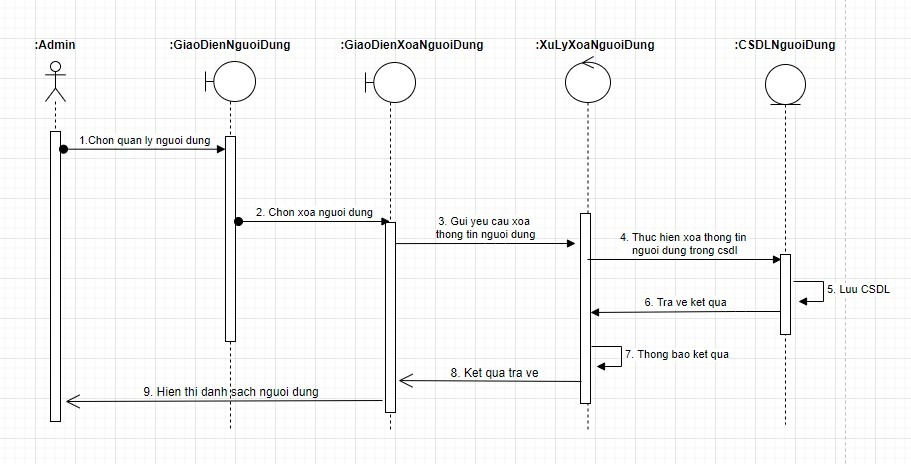 :Admin
:GiaoDienNguoiDung
:GiaoDienXoaNguoiDung
:XuLyXoaNguoiDung
:CSDLNguoiDung
1.Chon quan ly nguoi dung
2. Chon xoa nguoi dung
3. Gui yeu cau xoa
thong tin nguoi dung
4. Thuc hien xoa thong tin
nguoi dung trong csdl
5. Luu CSDL
6. Tra ve ket qua
7. Thong bao ket qua
8. Ket qua tra ve
9. Hien thi danh sach nguoi dung